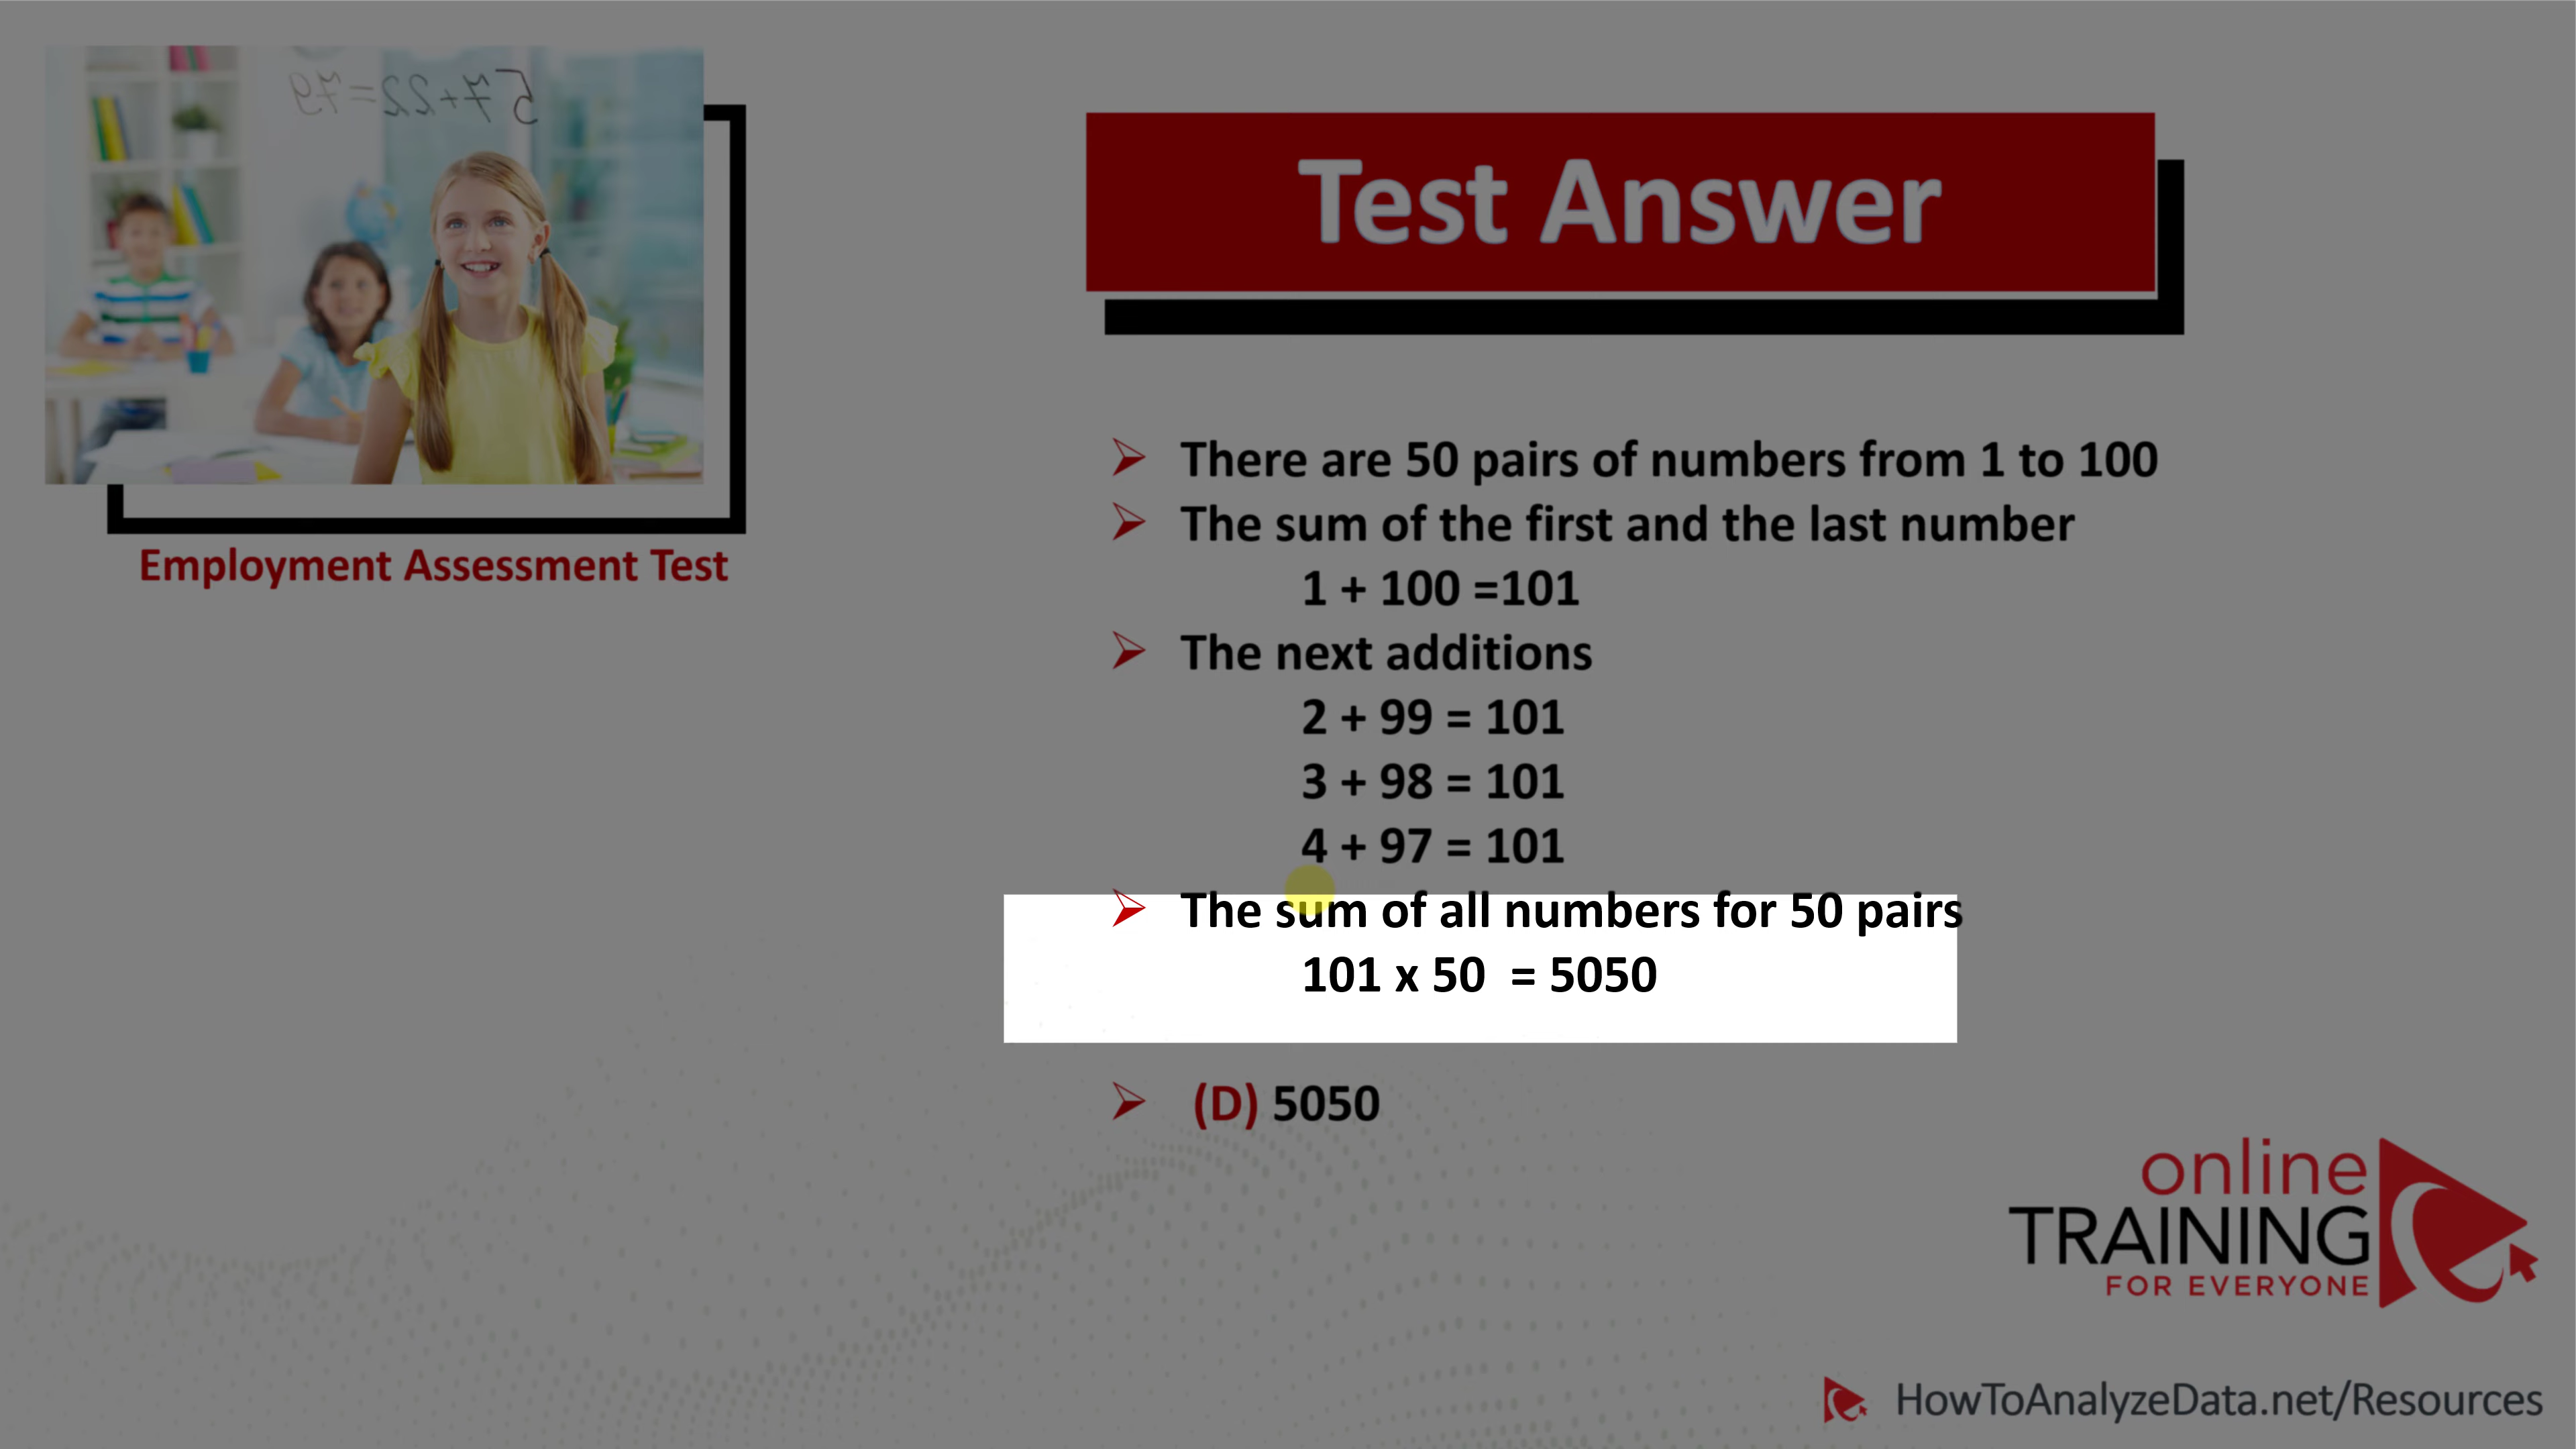 57+22=79
Employment Assessment Test
Test Answer
There are 50 pairs of numbers from 1 to 100
The sum of the first and the last number
1 + 100 =101
The next additions
2 + 99 = 101
3 + 98 = 101
4 + 97 = 101
The sum of all numbers for 50 pairs
101 x 50 = 5050
(D) 5050
online
TRAINING
FOR EVERYONE
HowToAnalyzeData.net/Resources